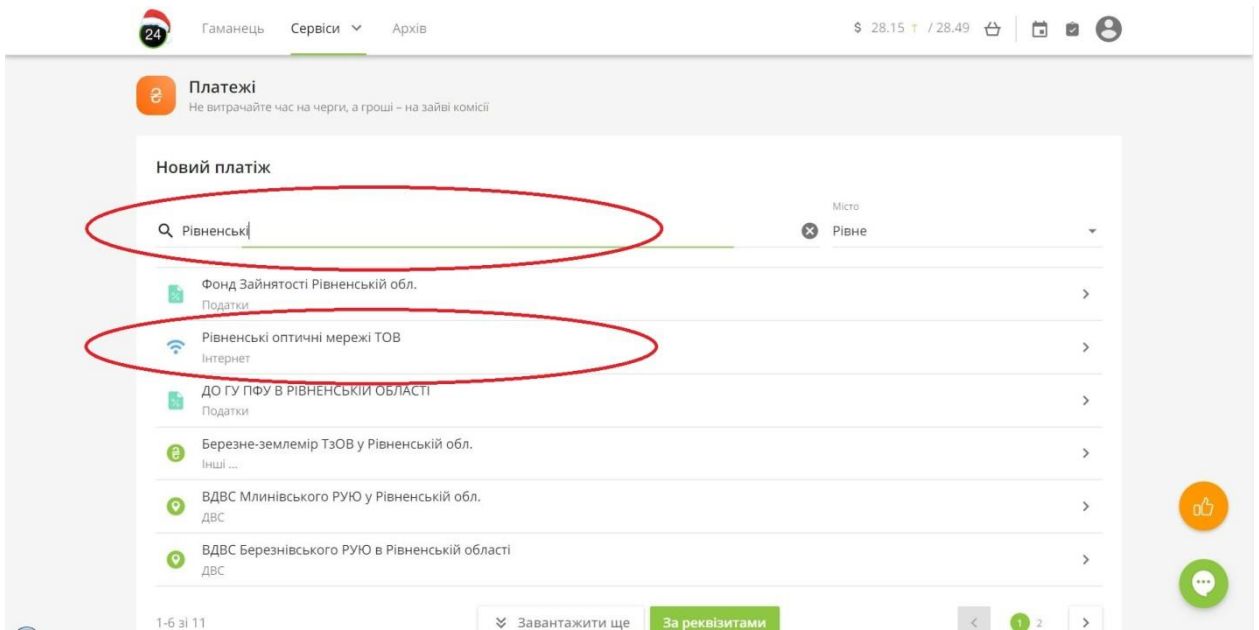 24 Гаманець Сервіси Архів $ 28.15 ↑ / 28.49
Платежі
Не витрачайте час на черги, а гроші – на зайві комісії
Новий платіж
Місто
Рівненські Рівне
Фонд Зайнятості Рівненській обл.
Податки
Рівненські оптичні мережі ТОВ
Інтернет
ДО ГУ ПФУ В РІВНЕНСЬКІЙ ОБЛАСТІ
Податки
Березне-землемір ТзОВ у Рівненській обл.
Інші ...
ВДВС Млинівського РУЮ у Рівненській обл.
ДВС
ВДВС Березнівського РУЮ в Рівненській області
ДВС
1-6 зі 11 Завантажити ще За реквізитами < 1 2 >